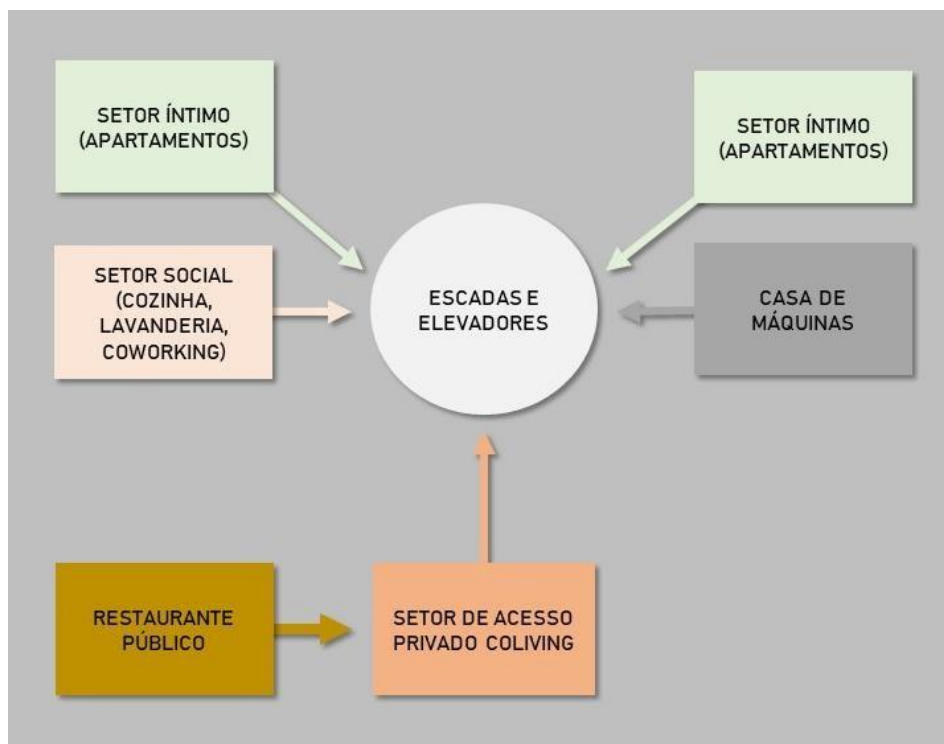 SETOR ÍNTIMO
(APARTAMENTOS)
SETOR ÍNTIMO
(APARTAMENTOS)
SETOR SOCIAL
(COZINHA,
LAVANDERIA,
COWORKING)
ESCADAS E
ELEVADORES
CASA DE
MÁQUINAS
RESTAURANTE
PÚBLICO
SETOR DE ACESSO
PRIVADO COLIVING